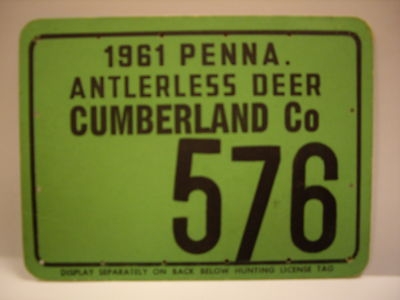 1961 PENNA.
ANTLERLESS DEER
CUMBERLAND Co
576
DISPLAY SEPARATELY ON BACK BELOW HUNTING LICENSE TAG